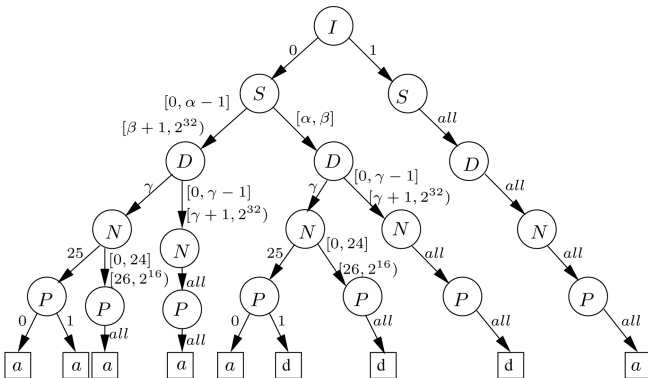 I
0 1
S S
[0, α − 1] [α, β] all
[β + 1, 2^32)
D D D
γ [0, γ − 1] γ [0, γ − 1] all
[γ + 1, 2^32) [γ + 1, 2^32)
N N N N N
25 [0, 24] all 25 [0, 24] all all
[26, 2^16) [26, 2^16)
P P P P P P P
0 1 all all 0 1 all all all
a a a a a d d d a